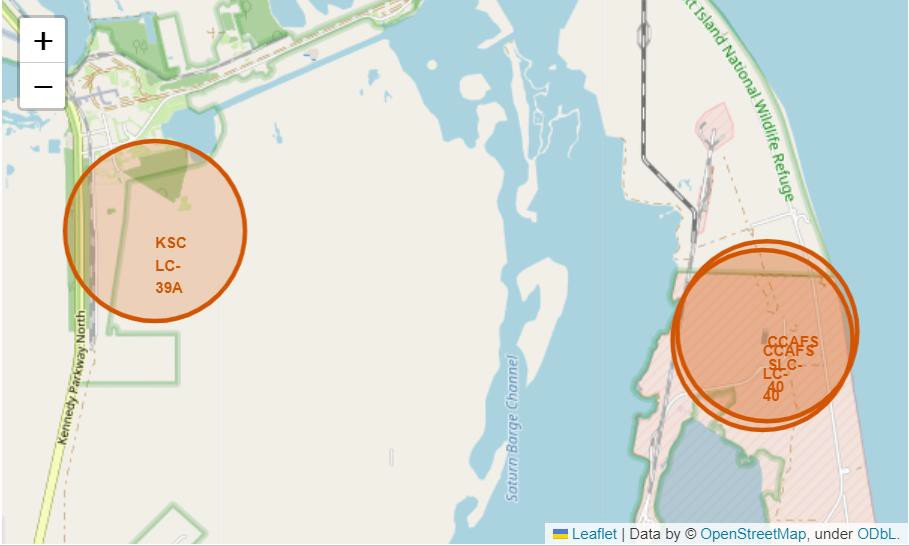 +
−
KSC
LC-
39A
Kennedy Parkway North
Saturn Barge Channel
tt Island National Wildlife Refuge
CCAFS
SLC-
40
CCAFS
LC-
40
Leaflet | Data by © OpenStreetMap, under ODbL.